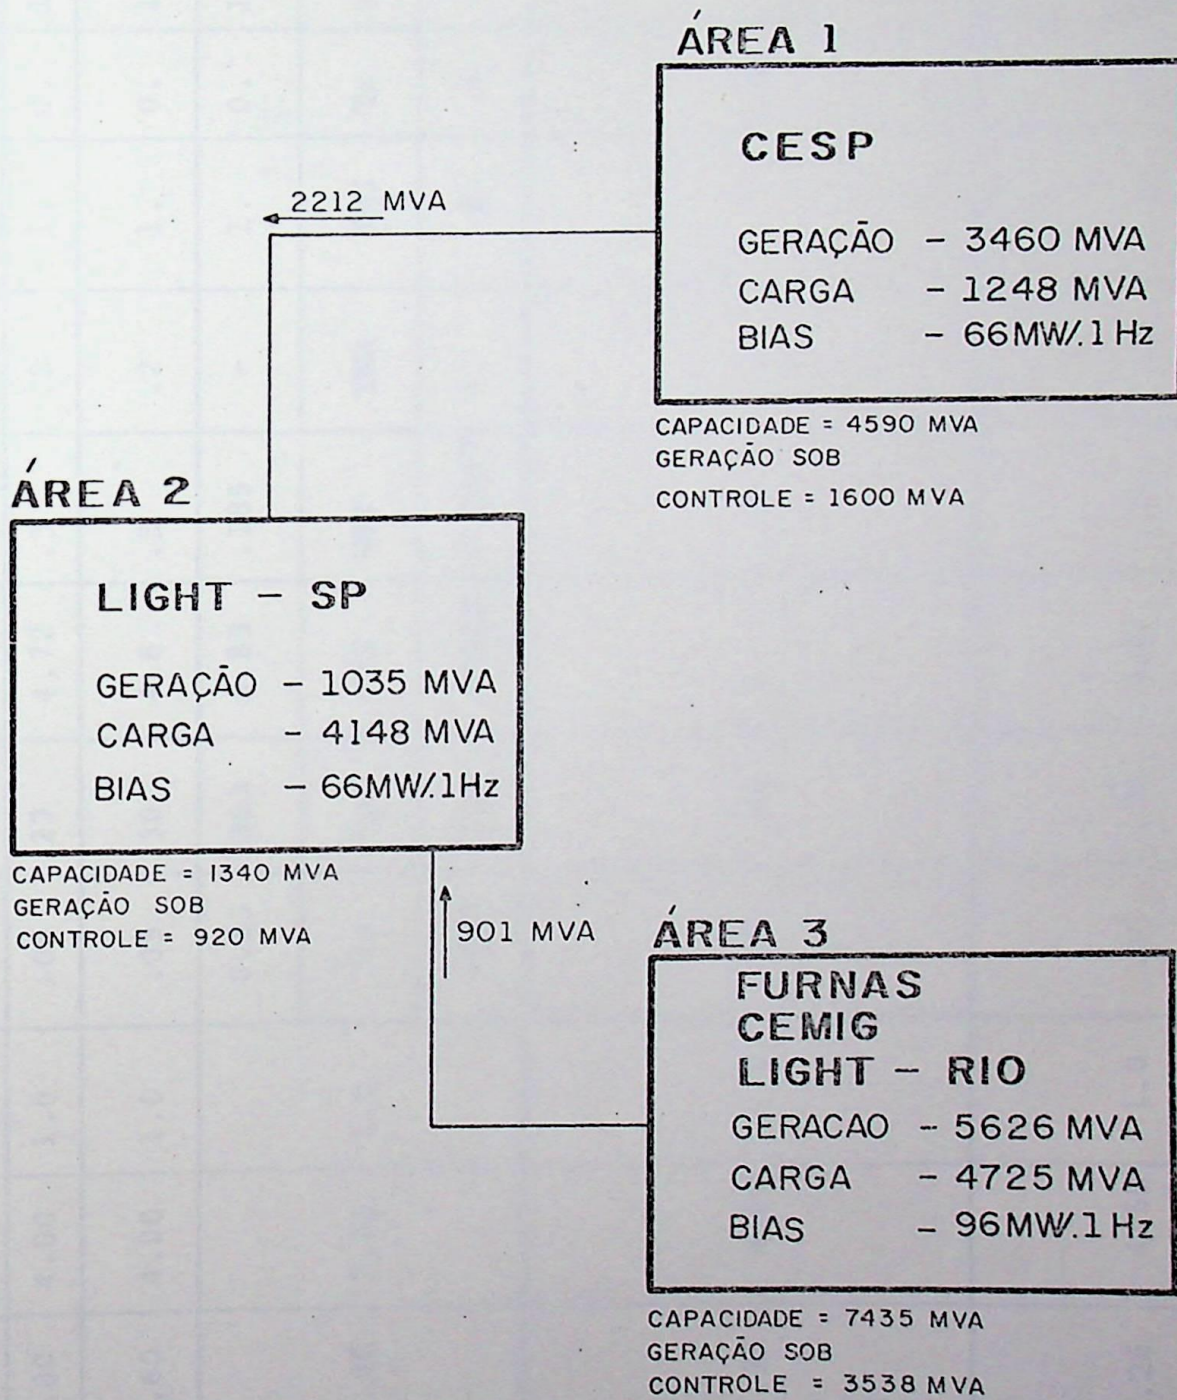 ÁREA 1
CESP
GERAÇÃO - 3460 MVA
CARGA - 1248 MVA
BIAS - 66MW/.1 Hz
CAPACIDADE = 4590 MVA
GERAÇÃO SOB
CONTROLE = 1600 MVA
2212 MVA
ÁREA 2
LIGHT - SP
GERAÇÃO - 1035 MVA
CARGA - 4148 MVA
BIAS - 66MW/.1Hz
CAPACIDADE = 1340 MVA
GERAÇÃO SOB
CONTROLE = 920 MVA
901 MVA
ÁREA 3
FURNAS
CEMIG
LIGHT - RIO
GERACAO - 5626 MVA
CARGA - 4725 MVA
BIAS - 96MW/.1 Hz
CAPACIDADE = 7435 MVA
GERAÇÃO SOB
CONTROLE = 3538 MVA